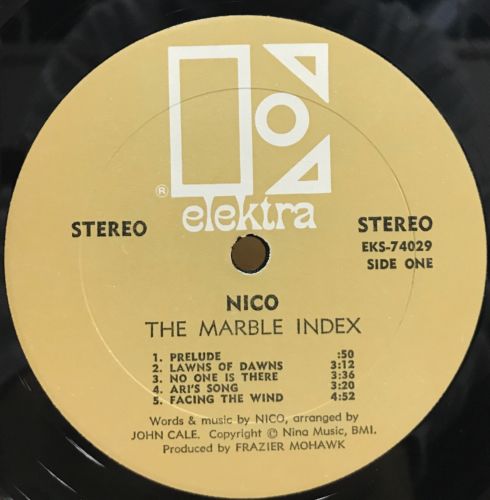 ®
elektra
STEREO
STEREO
EKS-74029
SIDE ONE
NICO
THE MARBLE INDEX
1. PRELUDE :50
2. LAWNS OF DAWNS 3:12
3. NO ONE IS THERE 3:36
4. ARI'S SONG 3:20
5. FACING THE WIND 4:52
Words & music by NICO, arranged by
JOHN CALE. Copyright © Nina Music, BMI.
Produced by FRAZIER MOHAWK